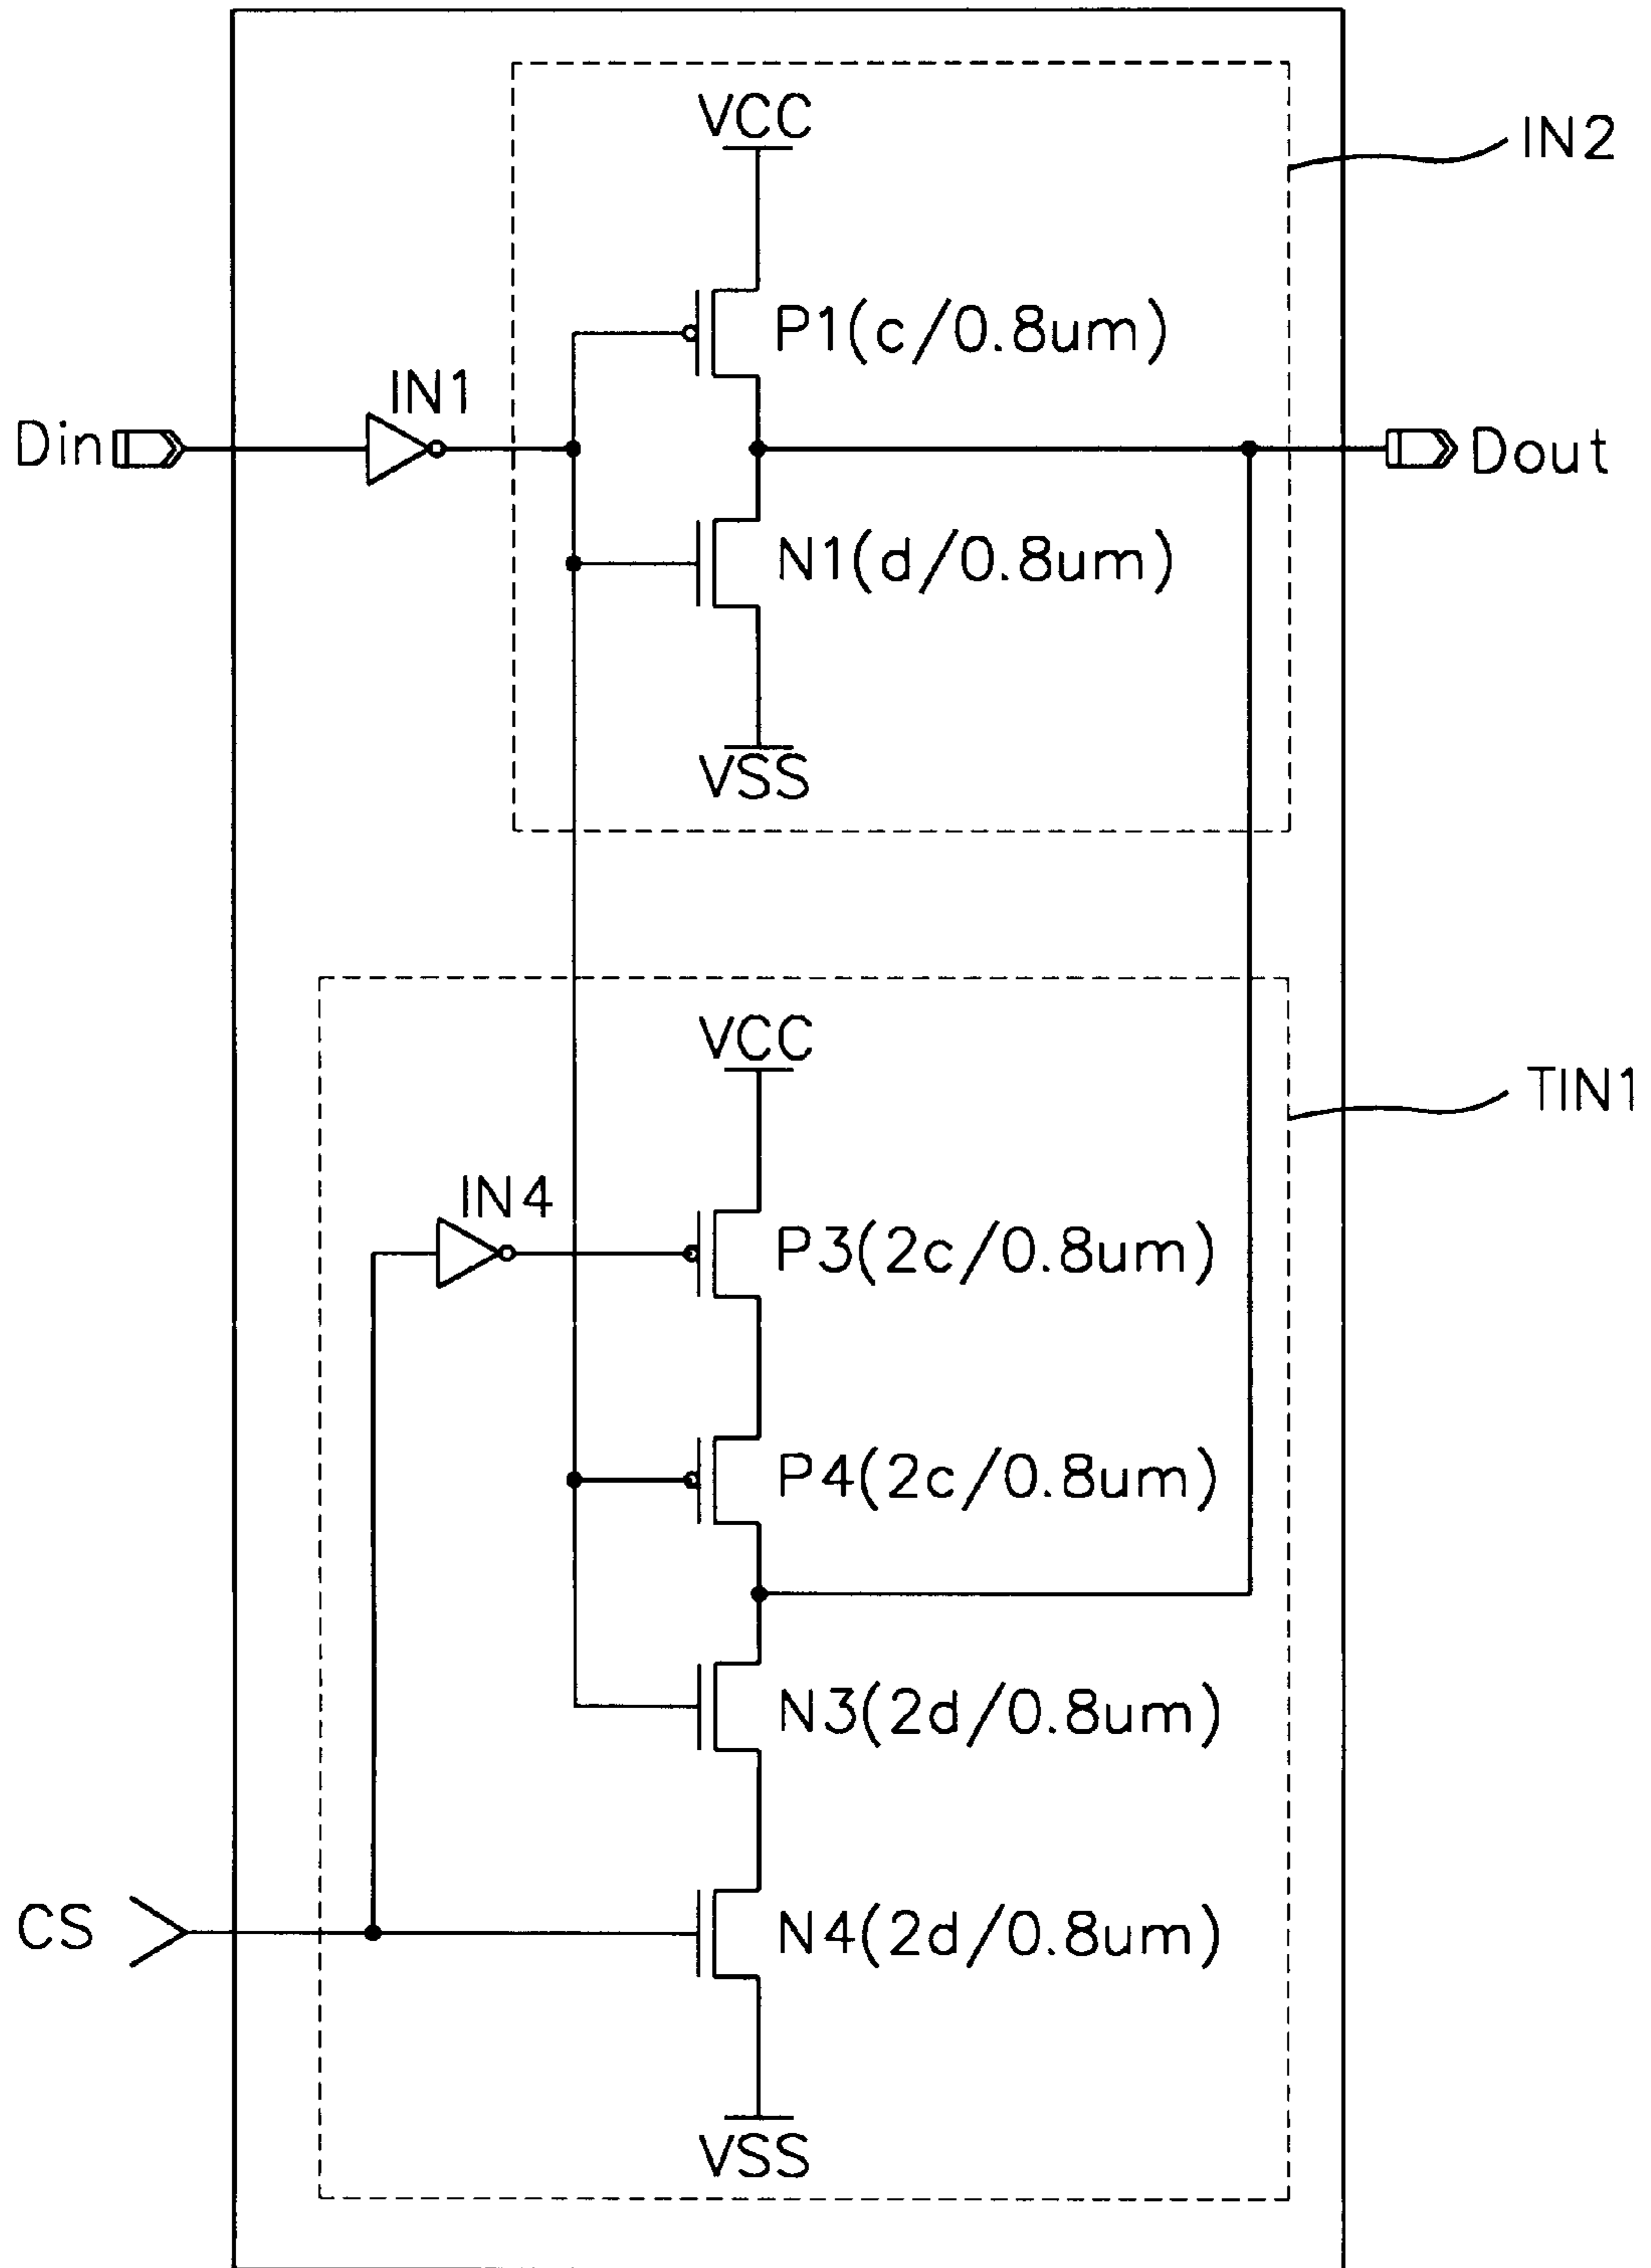 VCC
IN2
P1(c/0.8um)
IN1
Din
Dout
N1(d/0.8um)
VSS
VCC
TIN1
IN4
P3(2c/0.8um)
P4(2c/0.8um)
N3(2d/0.8um)
CS
N4(2d/0.8um)
VSS